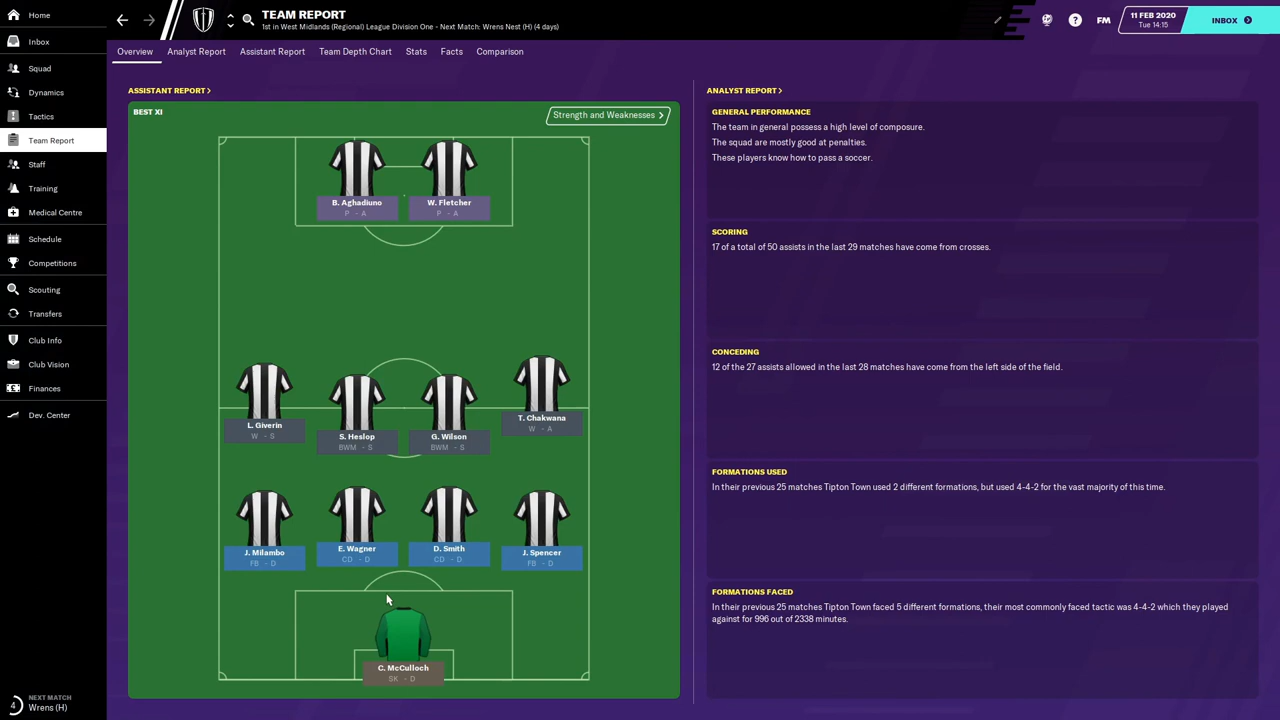 Home
Inbox
Squad
Dynamics
Tactics
Team Report
Staff
Training
Medical Centre
Schedule
Competitions
Scouting
Transfers
Club Info
Club Vision
Finances
Dev. Center
4
NEXT MATCH
Wrens (H)
TEAM REPORT
1st in West Midlands (Regional) League Division One - Next Match: Wrens Nest (H) (4 days)
?
FM
11 FEB 2020
Tue 14:15
INBOX
Overview
Analyst Report
Assistant Report
Team Depth Chart
Stats
Facts
Comparison
ASSISTANT REPORT >
BEST XI
Strength and Weaknesses >
B. Aghadiuno
P - A
W. Fletcher
P - A
L. Giverin
W - S
S. Heslop
BWM - S
G. Wilson
BWM - S
T. Chakwana
W - A
J. Milambo
FB - D
E. Wagner
CD - D
D. Smith
CD - D
J. Spencer
FB - D
C. McCulloch
SK - D
ANALYST REPORT >
GENERAL PERFORMANCE
The team in general possess a high level of composure.
The squad are mostly good at penalties.
These players know how to pass a soccer.
SCORING
17 of a total of 50 assists in the last 29 matches have come from crosses.
CONCEDING
12 of the 27 assists allowed in the last 28 matches have come from the left side of the field.
FORMATIONS USED
In their previous 25 matches Tipton Town used 2 different formations, but used 4-4-2 for the vast majority of this time.
FORMATIONS FACED
In their previous 25 matches Tipton Town faced 5 different formations, their most commonly faced tactic was 4-4-2 which they played
against for 996 out of 2338 minutes.